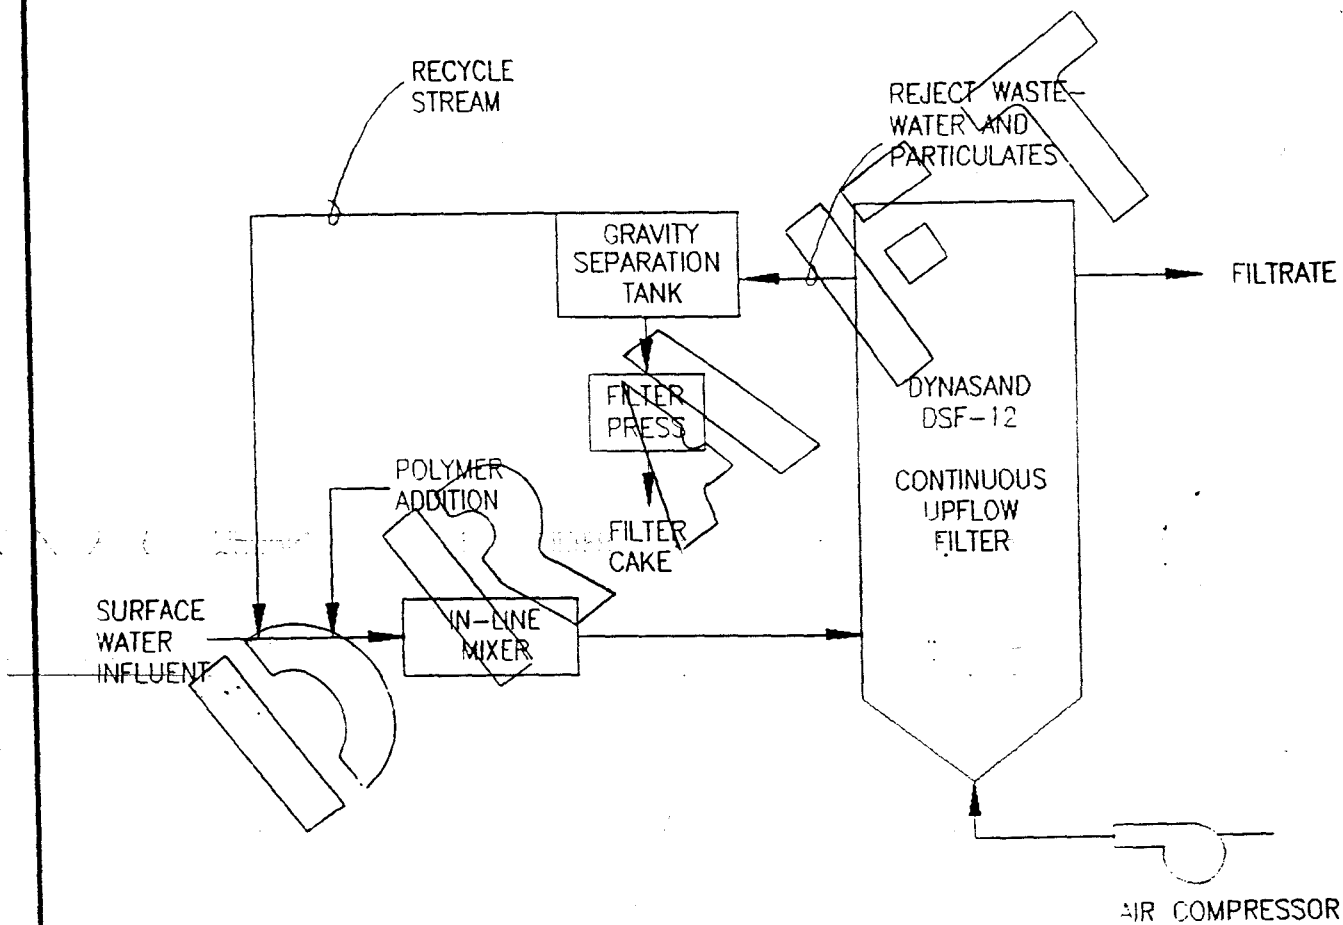 RECYCLE
STREAM
REJECT WASTE-
WATER AND
PARTICULATES
GRAVITY
SEPARATION
TANK
FILTRATE
FILTER
PRESS
DYNASAND
DSF-12
CONTINUOUS
UPFLOW
FILTER
POLYMER
ADDITION
FILTER
CAKE
SURFACE
WATER
INFLUENT
IN-LINE
MIXER
AIR COMPRESSOR